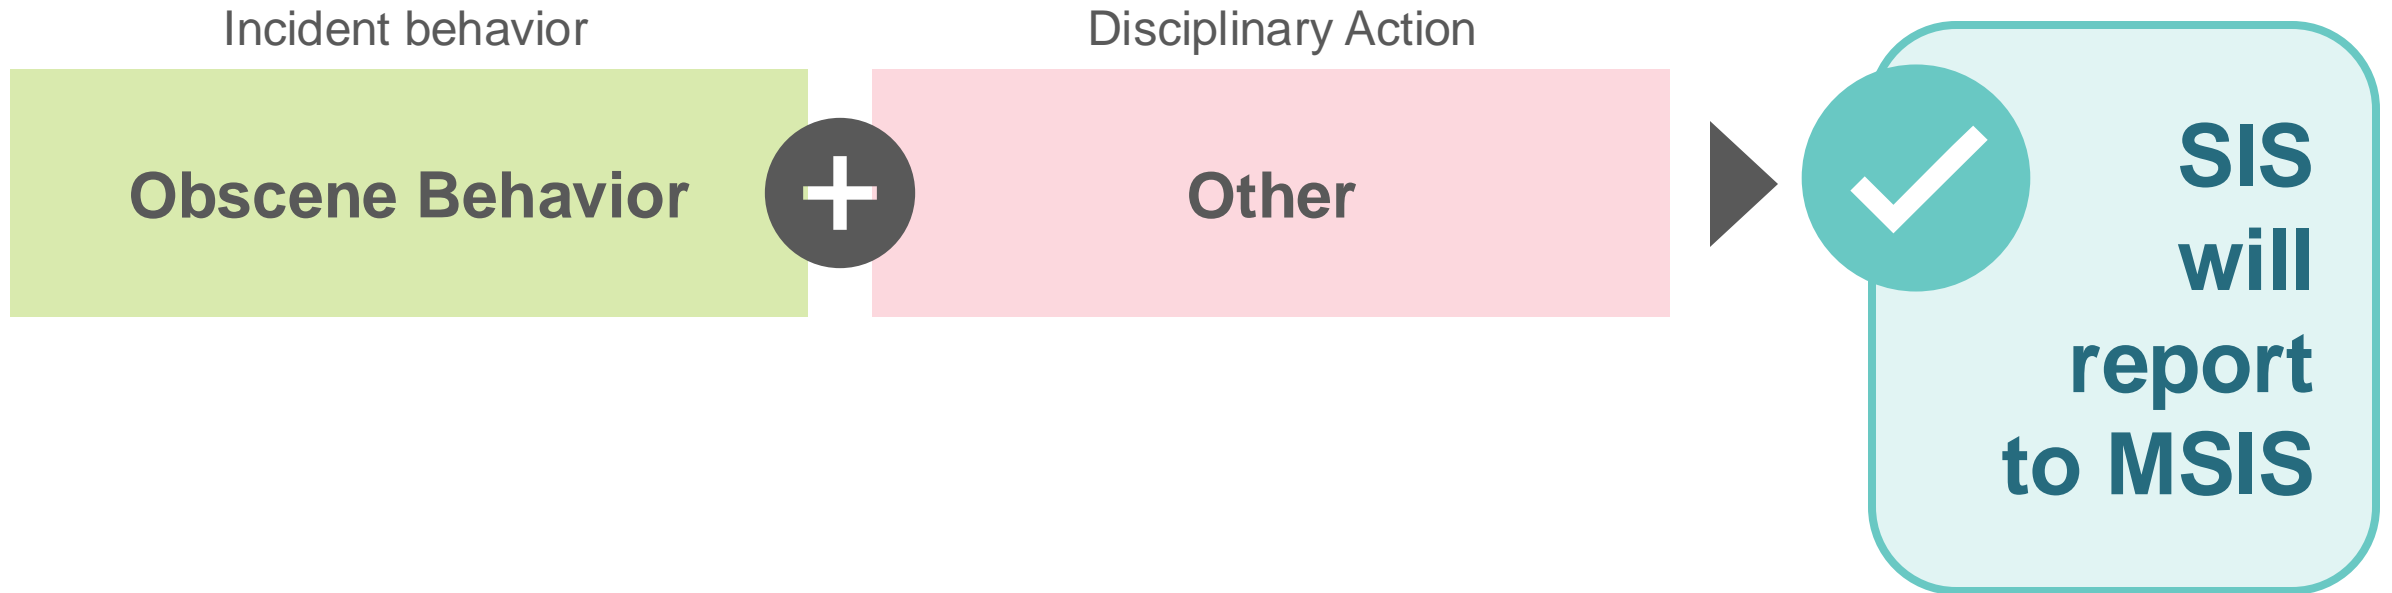 Incident behavior
Disciplinary Action
Obscene Behavior
Other
SIS
will
report
to MSIS